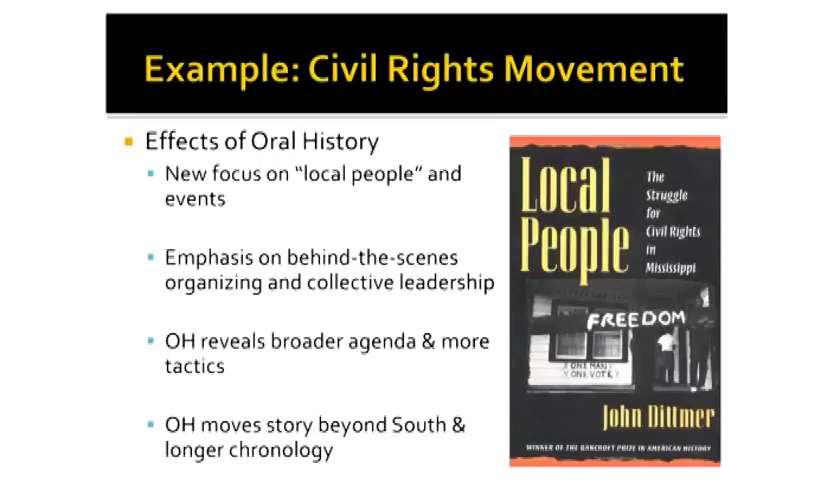 Example: Civil Rights Movement
Effects of Oral History
New focus on "local people" and
events
Emphasis on behind-the-scenes
organizing and collective leadership
OH reveals broader agenda & more
tactics
OH moves story beyond South &
longer chronology
Local
People
The
Struggle
for
Civil Rights
in
Mississippi
FREEDOM
ONE MAN
ONE VOTE
John Dittmer
WINNER OF THE BANCROFT PRIZE IN AMERICAN HISTORY